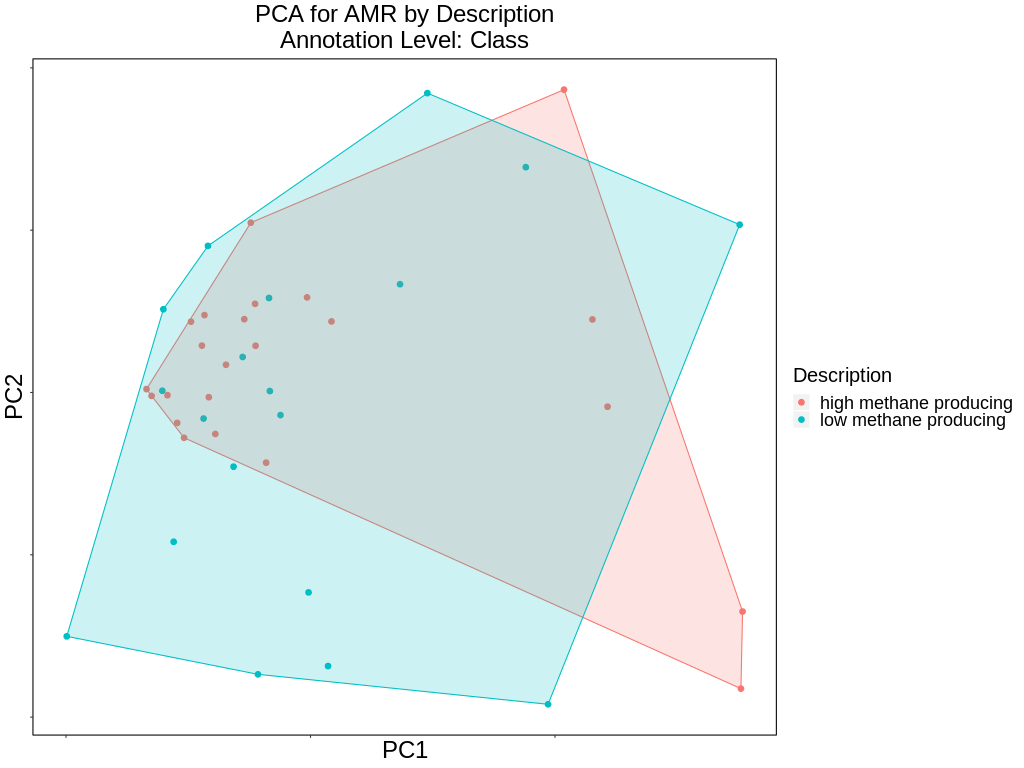 PCA for AMR by Description
Annotation Level: Class
PC2
PC1
Description
high methane producing
low methane producing